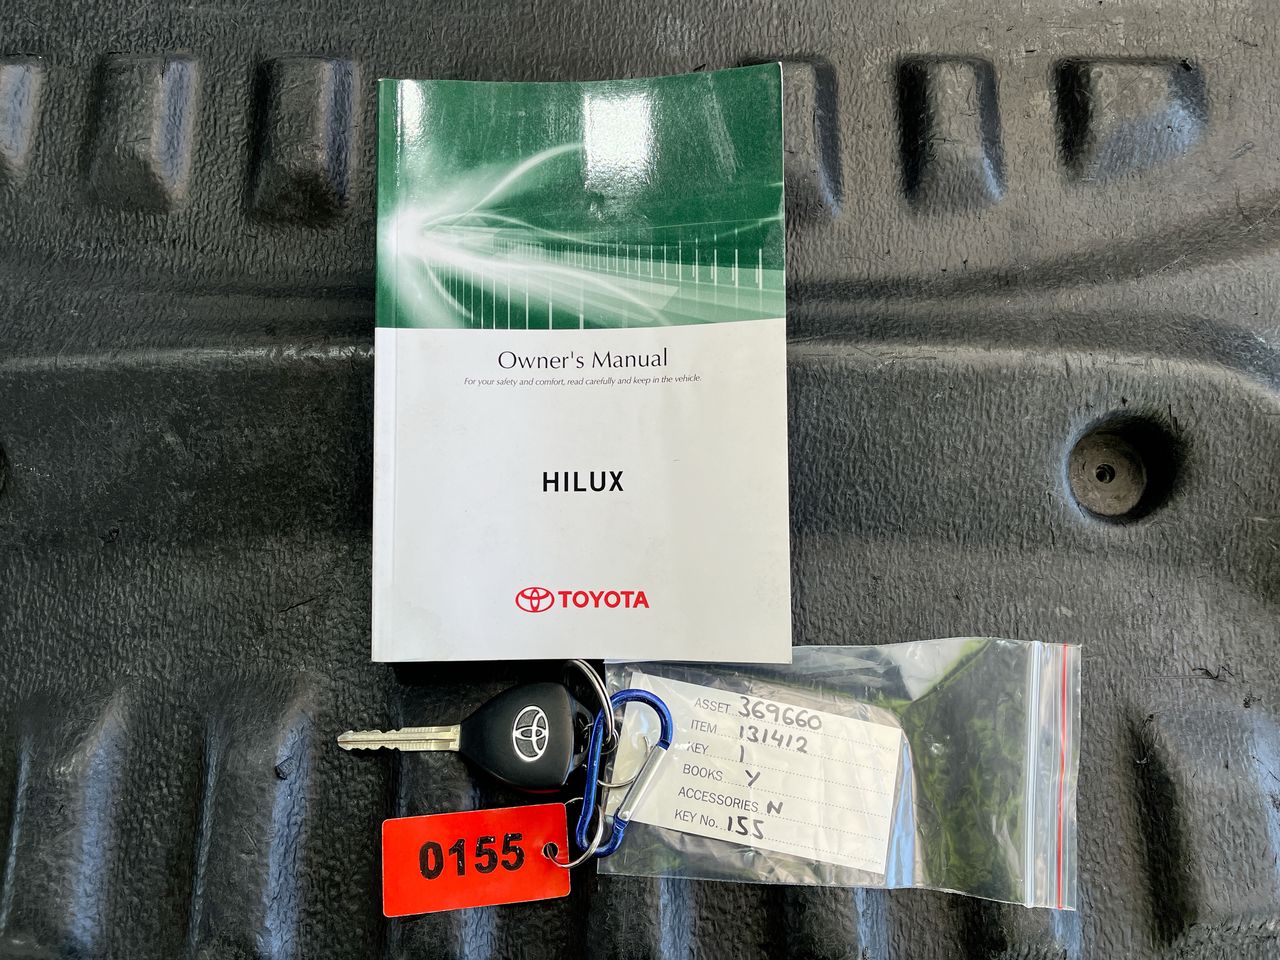 Owner's Manual
For your safety and comfort, read carefully and keep in the vehicle.
HILUX
TOYOTA
ASSET 369660
ITEM 131412
KEY 1
BOOKS Y
ACCESSORIES N
KEY No. 155
0155